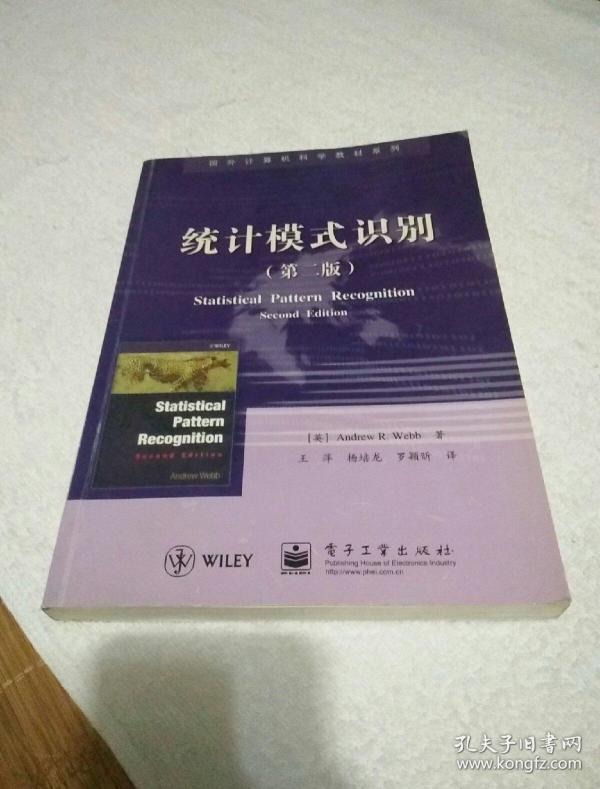 国外计算机科学教材系列
统计模式识别
（第二版）
Statistical Pattern Recognition
Second Edition
WILEY
Statistical
Pattern
Recognition
Second Edition
Andrew Webb
［英］ Andrew R. Webb 著
王 萍 杨培龙 罗颖昕 译
WILEY
電子工業出版社
Publishing House of Electronics Industry
http://www.phei.com.cn
孔夫子旧书网
www.kongfz.com